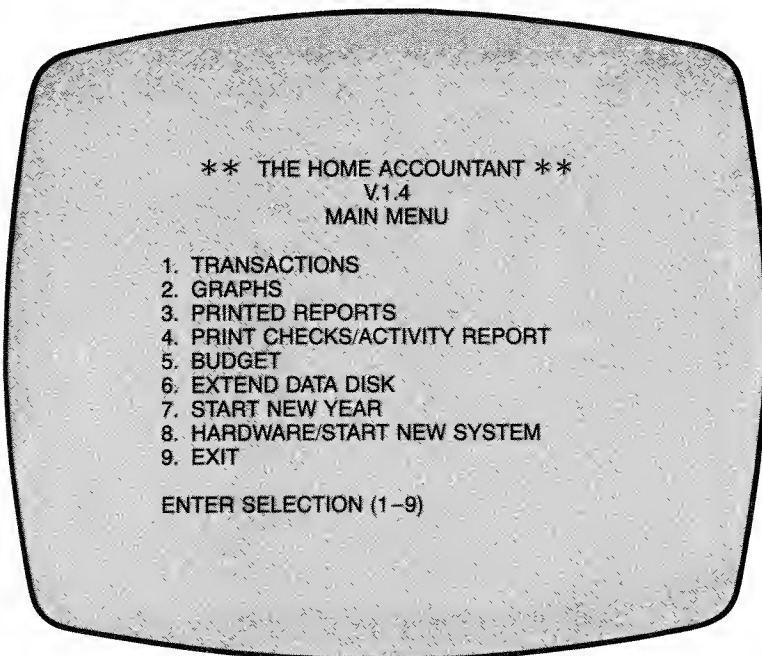 ** THE HOME ACCOUNTANT **
V.1.4
MAIN MENU
1. TRANSACTIONS
2. GRAPHS
3. PRINTED REPORTS
4. PRINT CHECKS/ACTIVITY REPORT
5. BUDGET
6. EXTEND DATA DISK
7. START NEW YEAR
8. HARDWARE/START NEW SYSTEM
9. EXIT
ENTER SELECTION (1–9)